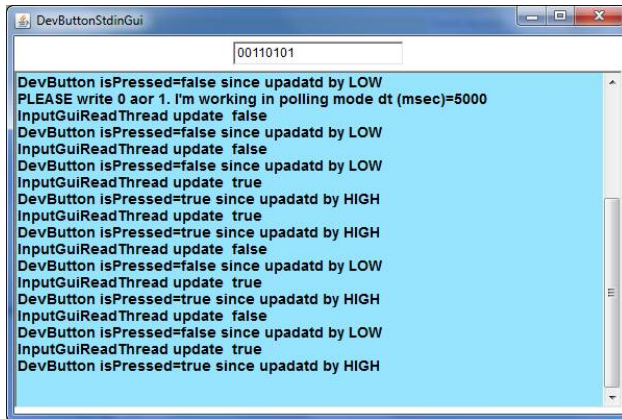 DevButtonStdinGui
00110101
DevButton isPressed=false since upadatd by LOW
PLEASE write 0 aor 1. I'm working in polling mode dt (msec)=5000
InputGuiReadThread update  false
DevButton isPressed=false since upadatd by LOW
InputGuiReadThread update  false
DevButton isPressed=false since upadatd by LOW
InputGuiReadThread update  true
DevButton isPressed=true since upadatd by HIGH
InputGuiReadThread update  true
DevButton isPressed=true since upadatd by HIGH
InputGuiReadThread update  false
DevButton isPressed=false since upadatd by LOW
InputGuiReadThread update  true
DevButton isPressed=true since upadatd by HIGH
InputGuiReadThread update  false
DevButton isPressed=false since upadatd by LOW
InputGuiReadThread update  true
DevButton isPressed=true since upadatd by HIGH